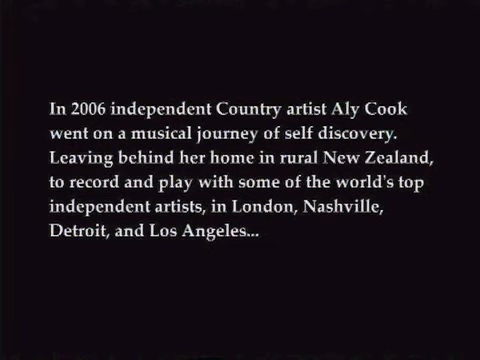 In 2006 independent Country artist Aly Cook
went on a musical journey of self discovery.
Leaving behind her home in rural New Zealand,
to record and play with some of the world's top
independent artists, in London, Nashville,
Detroit, and Los Angeles...